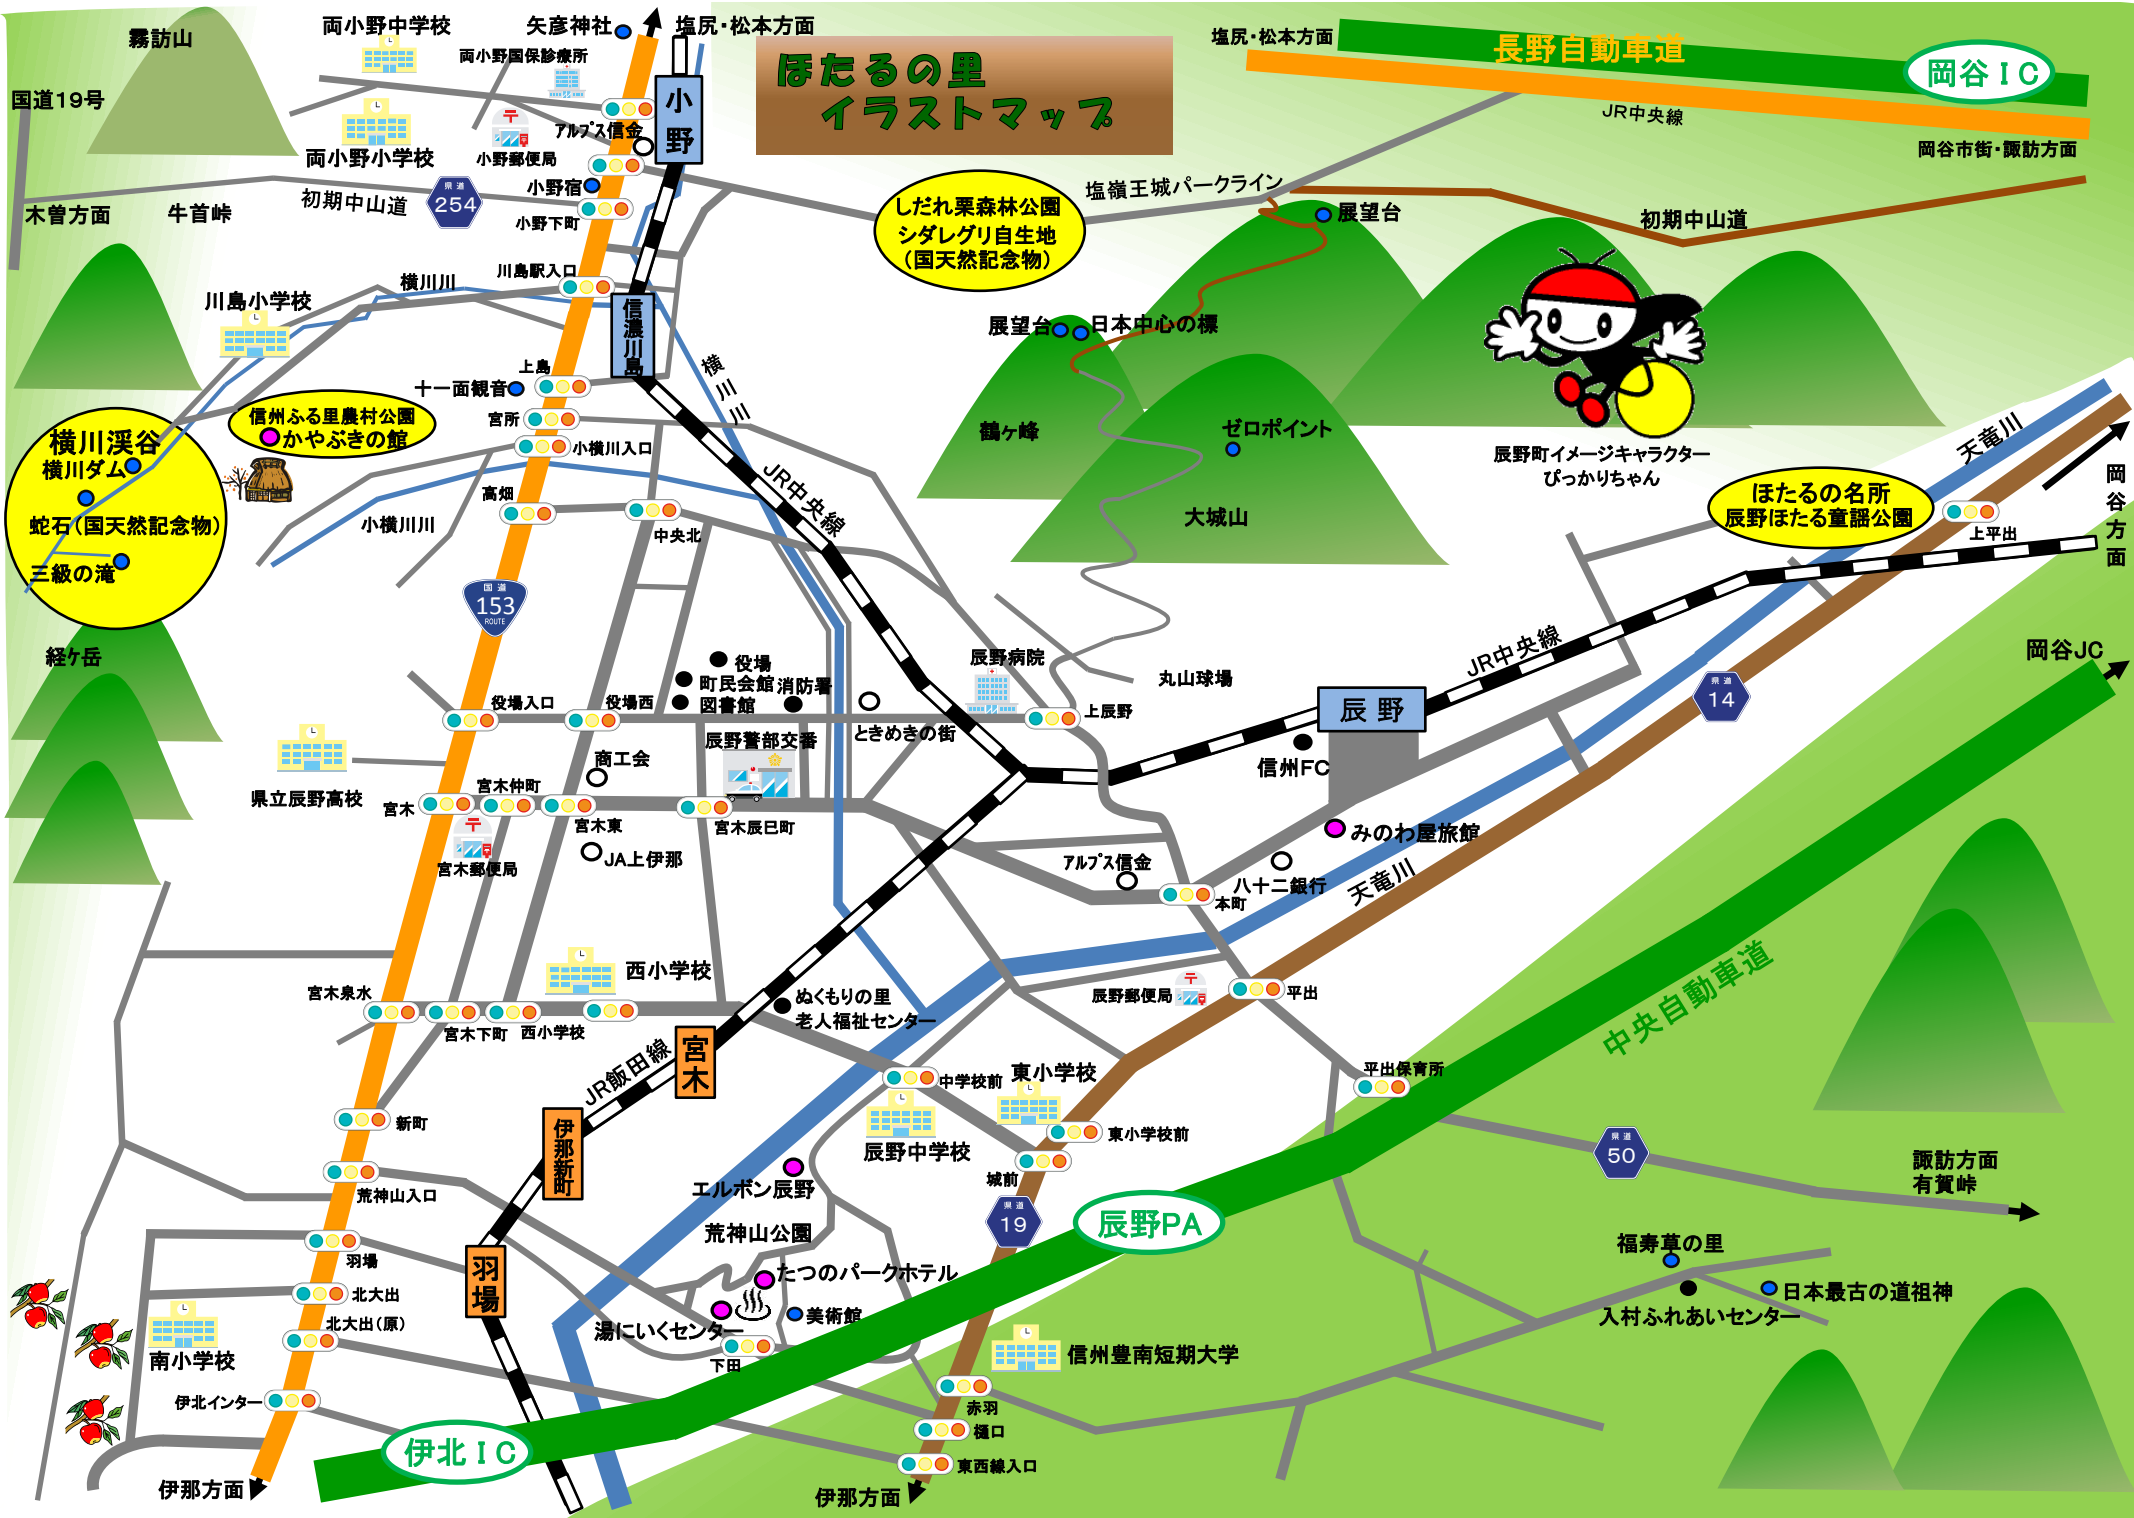 ほたるの里
イラストマップ
霧訪山
両小野中学校
矢彦神社
塩尻・松本方面
両小野国保診療所
国道19号
両小野小学校
小野郵便局
アルプス信金
小野
小野宿
小野下町
木曽方面
牛首峠
初期中山道
県道
254
塩尻・松本方面
長野自動車道
岡谷IC
JR中央線
岡谷市街・諏訪方面
塩嶺王城パークライン
初期中山道
しだれ栗森林公園
シダレグリ自生地
(国天然記念物)
展望台
展望台
日本中心の標
鶴ヶ峰
ゼロポイント
大城山
辰野町イメージキャラクター
ぴっかりちゃん
川島駅入口
横川川
川島小学校
信濃川島
横川川
上島
十一面観音
宮所
小横川入口
信州ふる里農村公園
かやぶきの館
横川渓谷
横川ダム
蛇石(国天然記念物)
三級の滝
経ケ岳
高畑
小横川川
中央北
JR中央線
国道
153
ROUTE
ほたるの名所
辰野ほたる童謡公園
天竜川
上平出
岡谷方面
岡谷JC
県道
14
JR中央線
辰野
信州FC
丸山球場
辰野病院
上辰野
役場
町民会館
図書館
消防署
役場入口
役場西
ときめきの街
辰野警部交番
商工会
県立辰野高校
宮木
宮木仲町
宮木東
宮木辰巳町
宮木郵便局
JA上伊那
みのわ屋旅館
アルプス信金
八十二銀行
本町
天竜川
中央自動車道
西小学校
宮木泉水
宮木下町
西小学校
ぬくもりの里
老人福祉センター
辰野郵便局
平出
宮木
JR飯田線
中学校前
東小学校
平出保育所
伊那新町
新町
辰野中学校
東小学校前
城前
県道
50
諏訪方面
有賀峠
荒神山入口
エルボン辰野
荒神山公園
県道
19
辰野PA
羽場
羽場
たつのパークホテル
福寿草の里
日本最古の道祖神
入村ふれあいセンター
北大出
北大出(原)
湯にいくセンター
美術館
下田
南小学校
信州豊南短期大学
伊北インター
赤羽
樋口
伊北IC
東西線入口
伊那方面
伊那方面